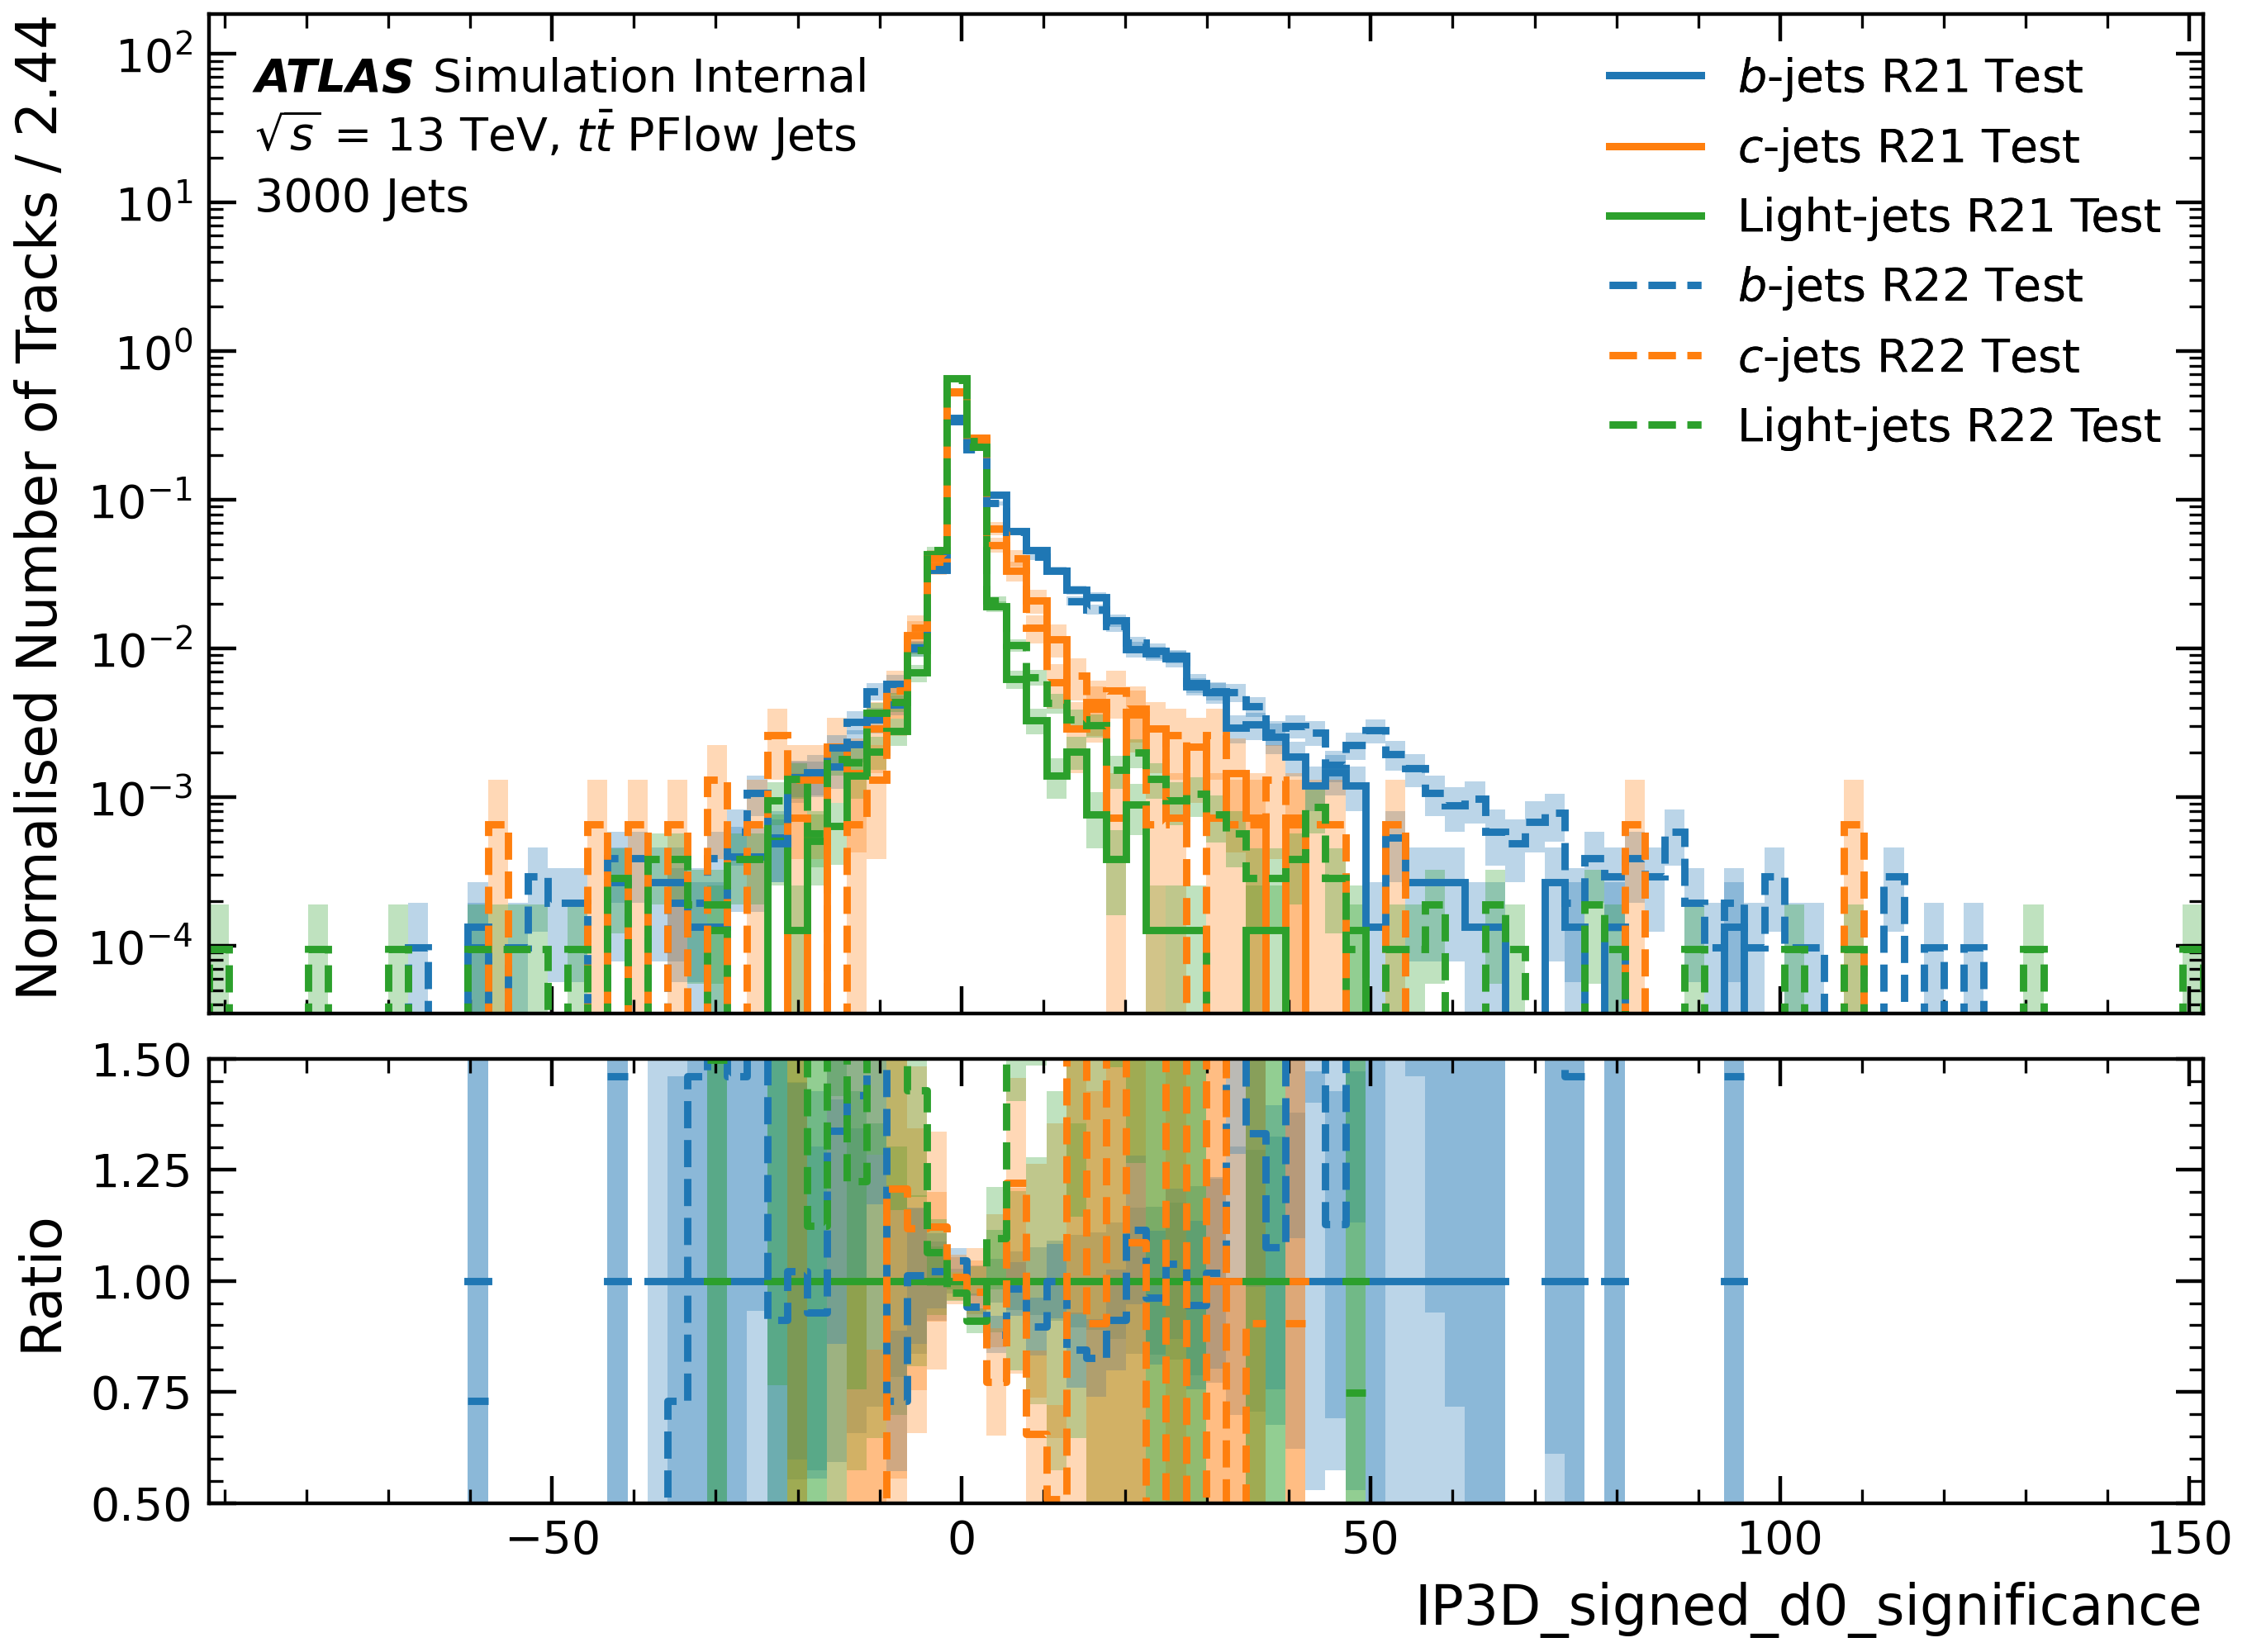 Normalised Number of Tracks / 2.44
10²
10¹
10⁰
10⁻¹
10⁻²
10⁻³
10⁻⁴
ATLAS Simulation Internal
√s = 13 TeV, tt̄ PFlow Jets
3000 Jets
b-jets R21 Test
c-jets R21 Test
Light-jets R21 Test
b-jets R22 Test
c-jets R22 Test
Light-jets R22 Test
Ratio
1.50
1.25
1.00
0.75
0.50
−50
0
50
100
150
IP3D_signed_d0_significance